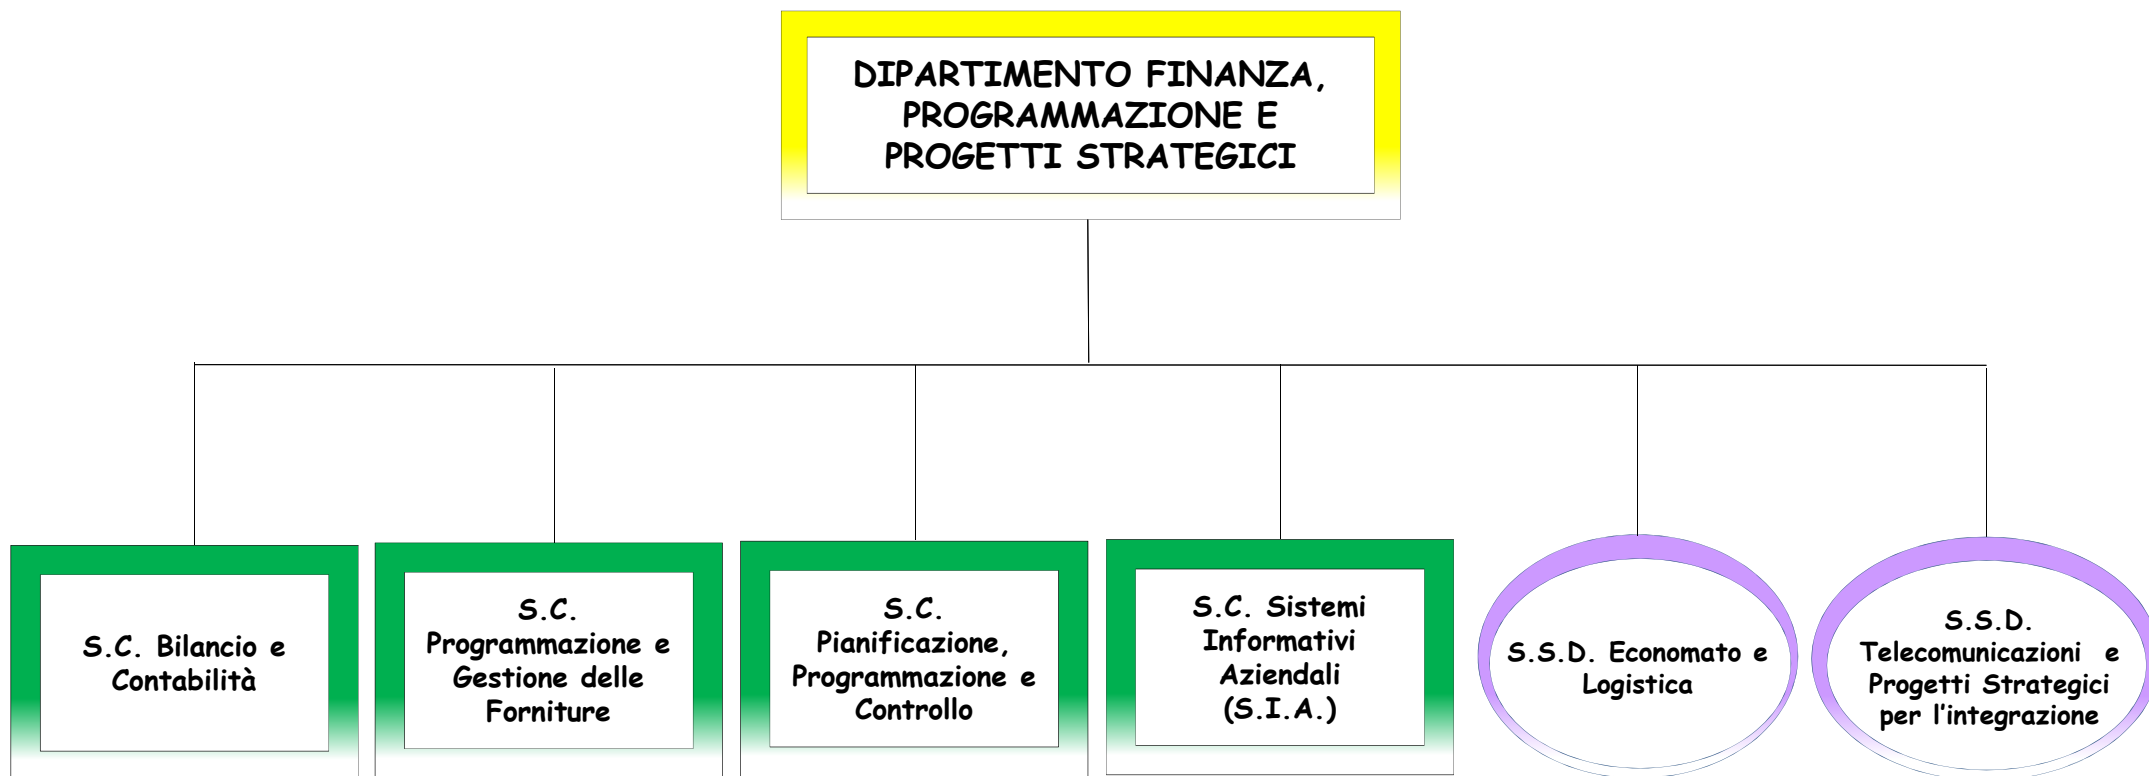 DIPARTIMENTO FINANZA,
PROGRAMMAZIONE E
PROGETTI STRATEGICI
S.C. Bilancio e
Contabilità
S.C.
Programmazione e
Gestione delle
Forniture
S.C.
Pianificazione,
Programmazione e
Controllo
S.C. Sistemi
Informativi
Aziendali
(S.I.A.)
S.S.D. Economato e
Logistica
S.S.D.
Telecomunicazioni e
Progetti Strategici
per l'integrazione